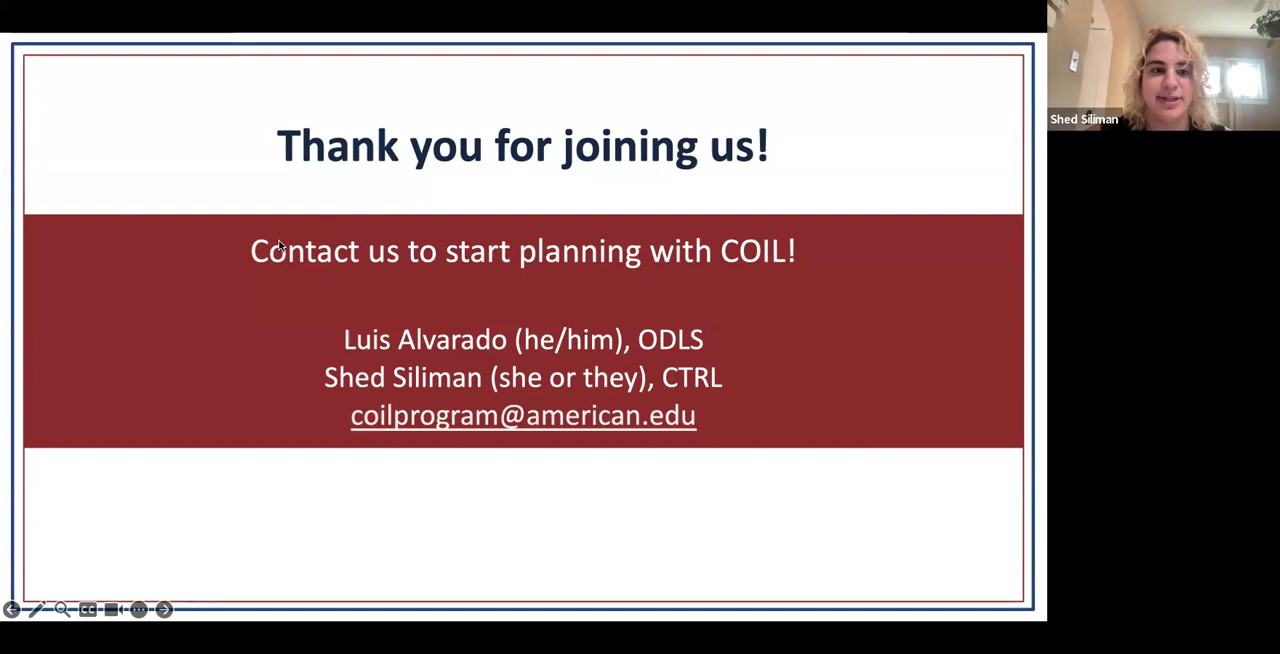 Thank you for joining us!
Contact us to start planning with COIL!
Luis Alvarado (he/him), ODLS
Shed Siliman (she or they), CTRL
coilprogram@american.edu
Shed Siliman
CC